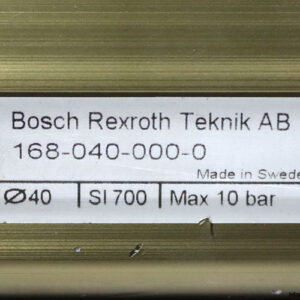 Bosch Rexroth Teknik AB
168-040-000-0
Made in Swede
Ø40 SI 700 Max 10 bar